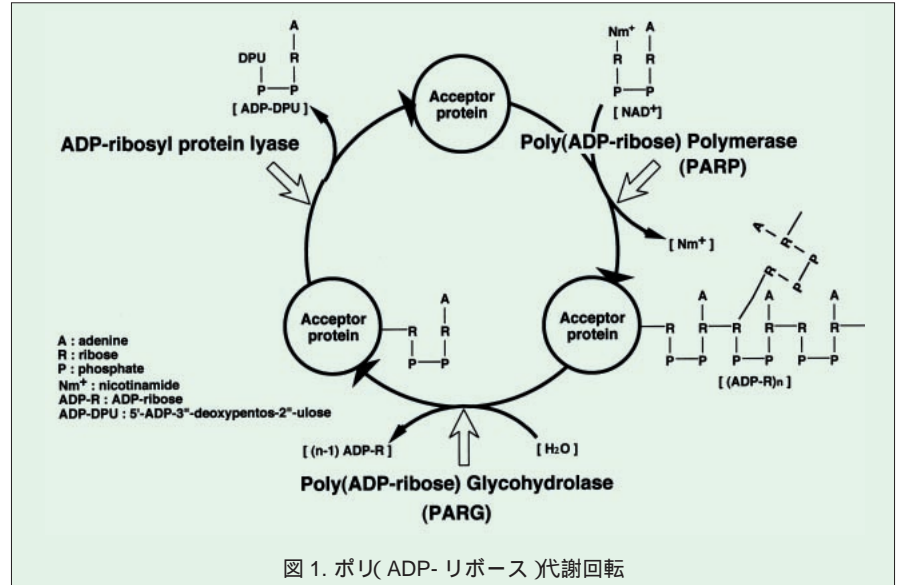 A
DPU R
P—P
[ ADP-DPU ]
Nm⁺ A
R R
P—P
[ NAD⁺]
Acceptor
protein
ADP-ribosyl protein lyase
Poly(ADP-ribose) Polymerase
(PARP)
[ Nm⁺ ]
A R P
R P
Acceptor
protein
A
R R
P—P
Acceptor
protein
A A A
R R—R R—R R
P—P P—P P—P
[ (ADP-R)n ]
A : adenine
R : ribose
P : phosphate
Nm⁺ : nicotinamide
ADP-R : ADP-ribose
ADP-DPU : 5'-ADP-3"-deoxypentos-2"-ulose
[ (n-1) ADP-R ]
[ H₂O ]
Poly(ADP-ribose) Glycohydrolase
(PARG)
図 1. ポリ( ADP- リボース )代謝回転